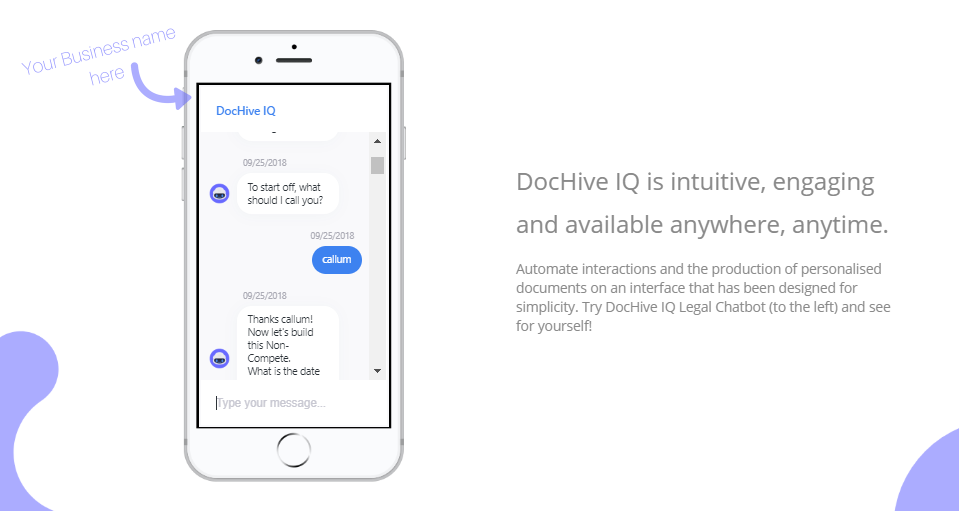 Your Business name
here
DocHive IQ
09/25/2018
To start off, what
should I call you?
09/25/2018
callum
09/25/2018
Thanks callum!
Now let's build
this Non-
Compete.
What is the date
Type your message...
DocHive IQ is intuitive, engaging
and available anywhere, anytime.
Automate interactions and the production of personalised
documents on an interface that has been designed for
simplicity. Try DocHive IQ Legal Chatbot (to the left) and see
for yourself!